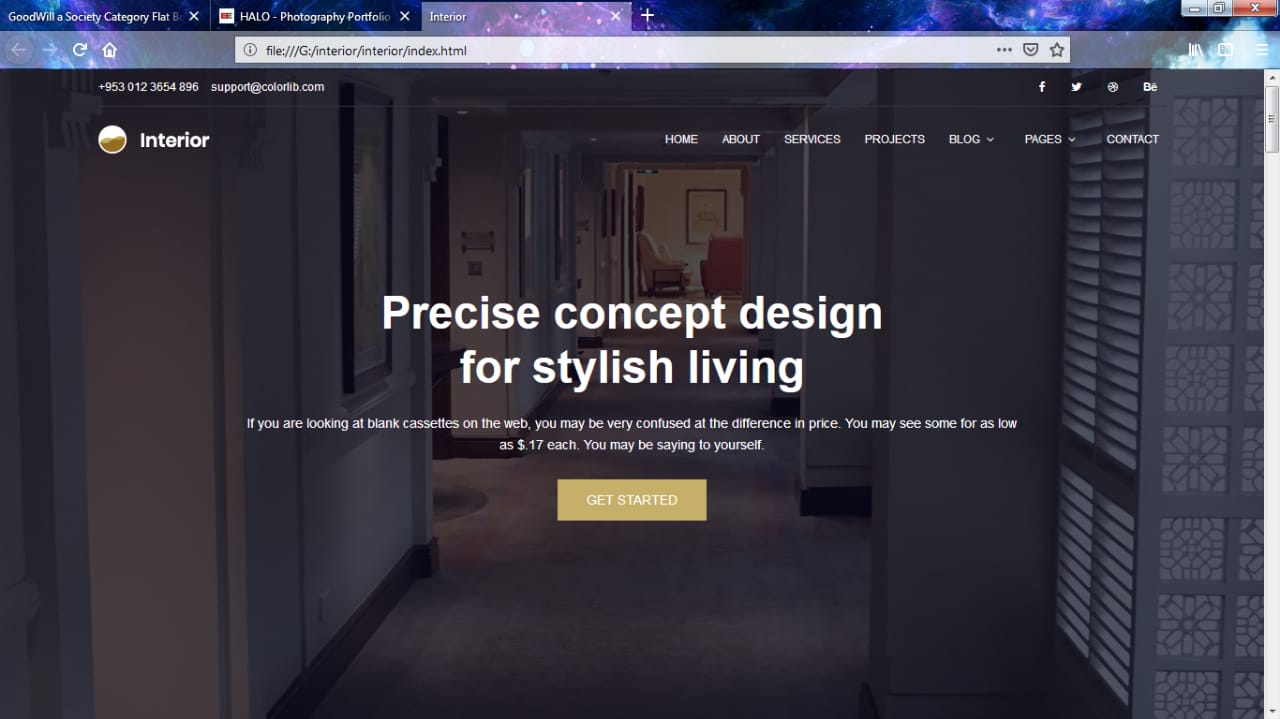 GoodWill a Society Category Flat B
HALO - Photography Portfolio
Interior
file:///G:/interior/interior/index.html
+953 012 3654 896 support@colorlib.com
Bē
Interior
HOME ABOUT SERVICES PROJECTS BLOG PAGES CONTACT
Precise concept design
for stylish living
If you are looking at blank cassettes on the web, you may be very confused at the difference in price. You may see some for as low
as $.17 each. You may be saying to yourself.
GET STARTED